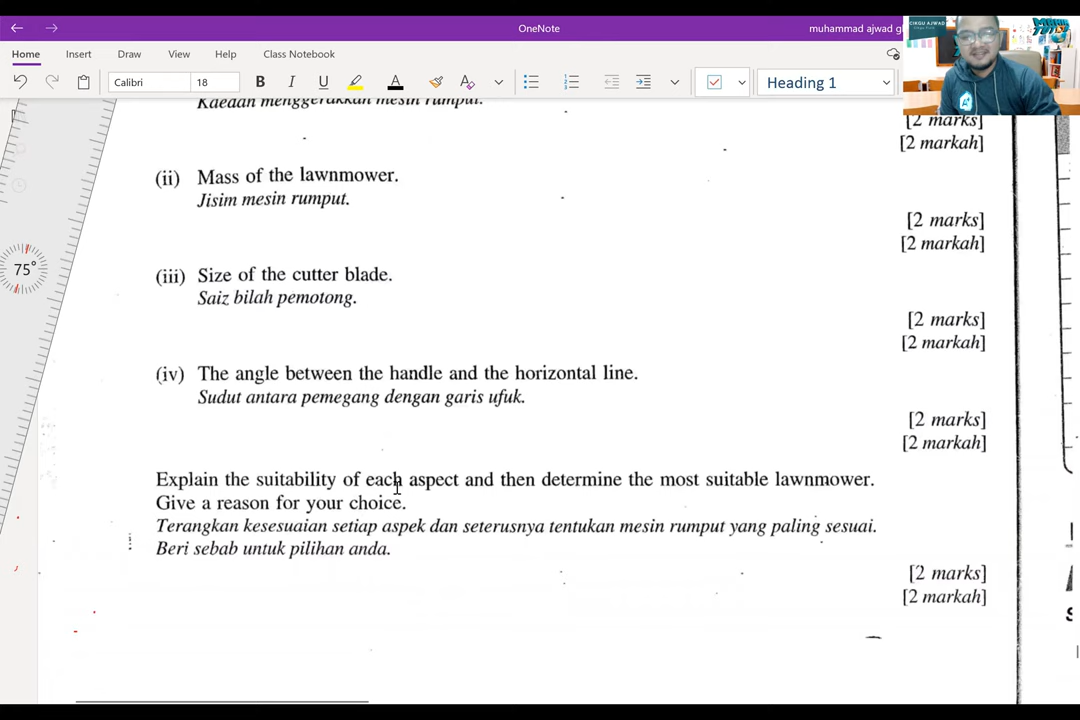 OneNote
muhammad ajwad
CIKGU AJWAD
Home Insert Draw View Help Class Notebook
Calibri 18 B I U A Heading 1
Kaedah menggerakkan mesin rumput.
[2 marks]
[2 markah]
(ii) Mass of the lawnmower.
Jisim mesin rumput.
[2 marks]
[2 markah]
75°
(iii) Size of the cutter blade.
Saiz bilah pemotong.
[2 marks]
[2 markah]
(iv) The angle between the handle and the horizontal line.
Sudut antara pemegang dengan garis ufuk.
[2 marks]
[2 markah]
Explain the suitability of each aspect and then determine the most suitable lawnmower.
Give a reason for your choice.
Terangkan kesesuaian setiap aspek dan seterusnya tentukan mesin rumput yang paling sesuai.
Beri sebab untuk pilihan anda.
[2 marks]
[2 markah]